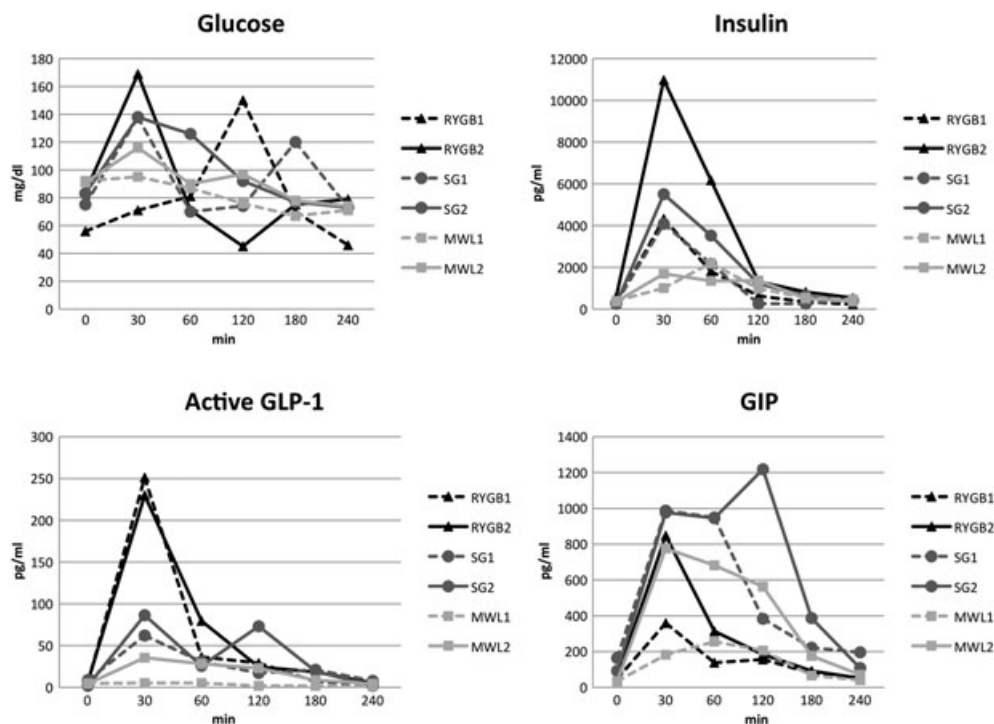 Glucose
180
160
140
120
100
80
60
40
20
0
mg/dl
0 30 60 120 180 240
min
RYGB1
RYGB2
SG1
SG2
MWL1
MWL2
Insulin
12000
10000
8000
6000
4000
2000
0
pg/ml
0 30 60 120 180 240
min
RYGB1
RYGB2
SG1
SG2
MWL1
MWL2
Active GLP-1
300
250
200
150
100
50
0
pg/ml
0 30 60 120 180 240
min
RYGB1
RYGB2
SG1
SG2
MWL1
MWL2
GIP
1400
1200
1000
800
600
400
200
0
pg/ml
0 30 60 120 180 240
min
RYGB1
RYGB2
SG1
SG2
MWL1
MWL2